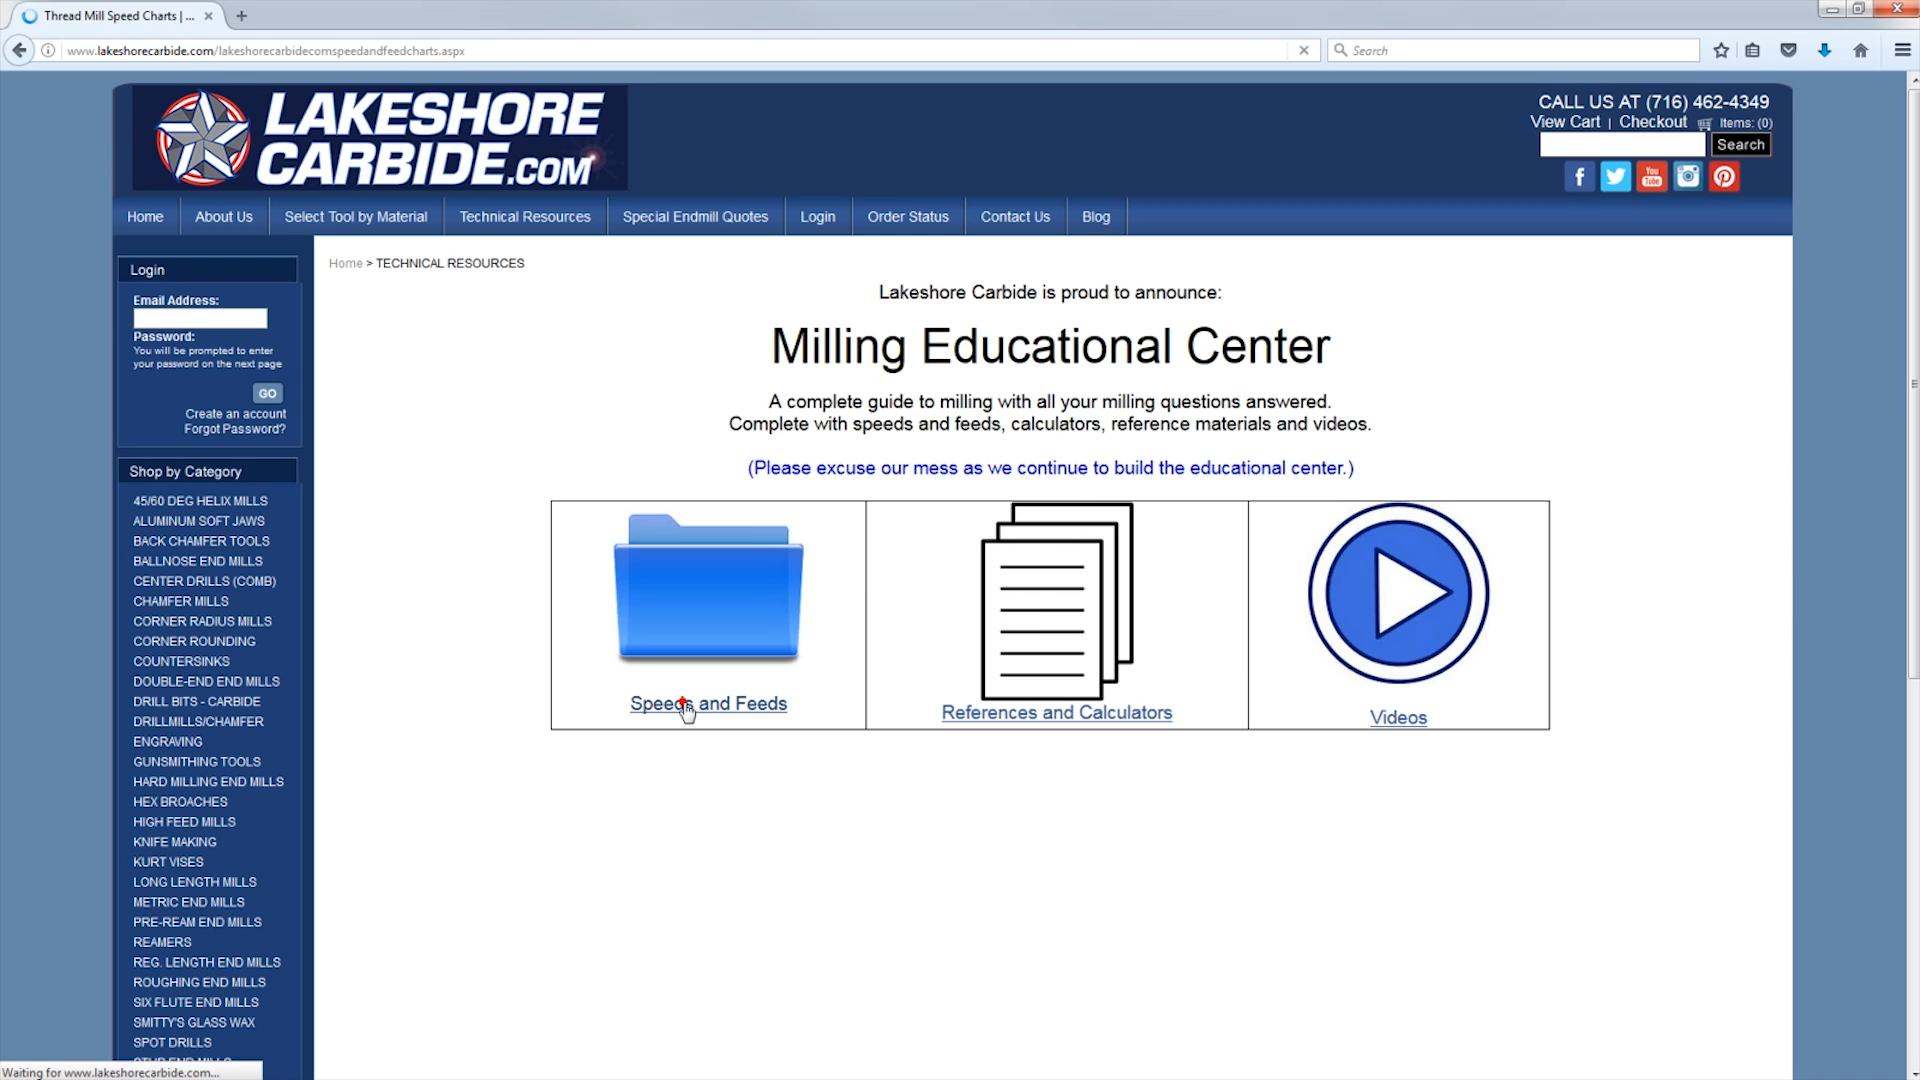 Thread Mill Speed Charts | ...
www.lakeshorecarbide.com/lakeshorecarbidecomspeedandfeedcharts.aspx
Search
LAKESHORE
CARBIDE.COM
CALL US AT (716) 462-4349
View Cart | Checkout Items: (0)
Search
You
Tube
Home
About Us
Select Tool by Material
Technical Resources
Special Endmill Quotes
Login
Order Status
Contact Us
Blog
Login
Email Address:
Password:
You will be prompted to enter
your password on the next page
GO
Create an account
Forgot Password?
Shop by Category
45/60 DEG HELIX MILLS
ALUMINUM SOFT JAWS
BACK CHAMFER TOOLS
BALLNOSE END MILLS
CENTER DRILLS (COMB)
CHAMFER MILLS
CORNER RADIUS MILLS
CORNER ROUNDING
COUNTERSINKS
DOUBLE-END END MILLS
DRILL BITS - CARBIDE
DRILLMILLS/CHAMFER
ENGRAVING
GUNSMITHING TOOLS
HARD MILLING END MILLS
HEX BROACHES
HIGH FEED MILLS
KNIFE MAKING
KURT VISES
LONG LENGTH MILLS
METRIC END MILLS
PRE-REAM END MILLS
REAMERS
REG. LENGTH END MILLS
ROUGHING END MILLS
SIX FLUTE END MILLS
SMITTY'S GLASS WAX
SPOT DRILLS
Home > TECHNICAL RESOURCES
Lakeshore Carbide is proud to announce:
Milling Educational Center
A complete guide to milling with all your milling questions answered.
Complete with speeds and feeds, calculators, reference materials and videos.
(Please excuse our mess as we continue to build the educational center.)
Speeds and Feeds
References and Calculators
Videos
Waiting for www.lakeshorecarbide.com...